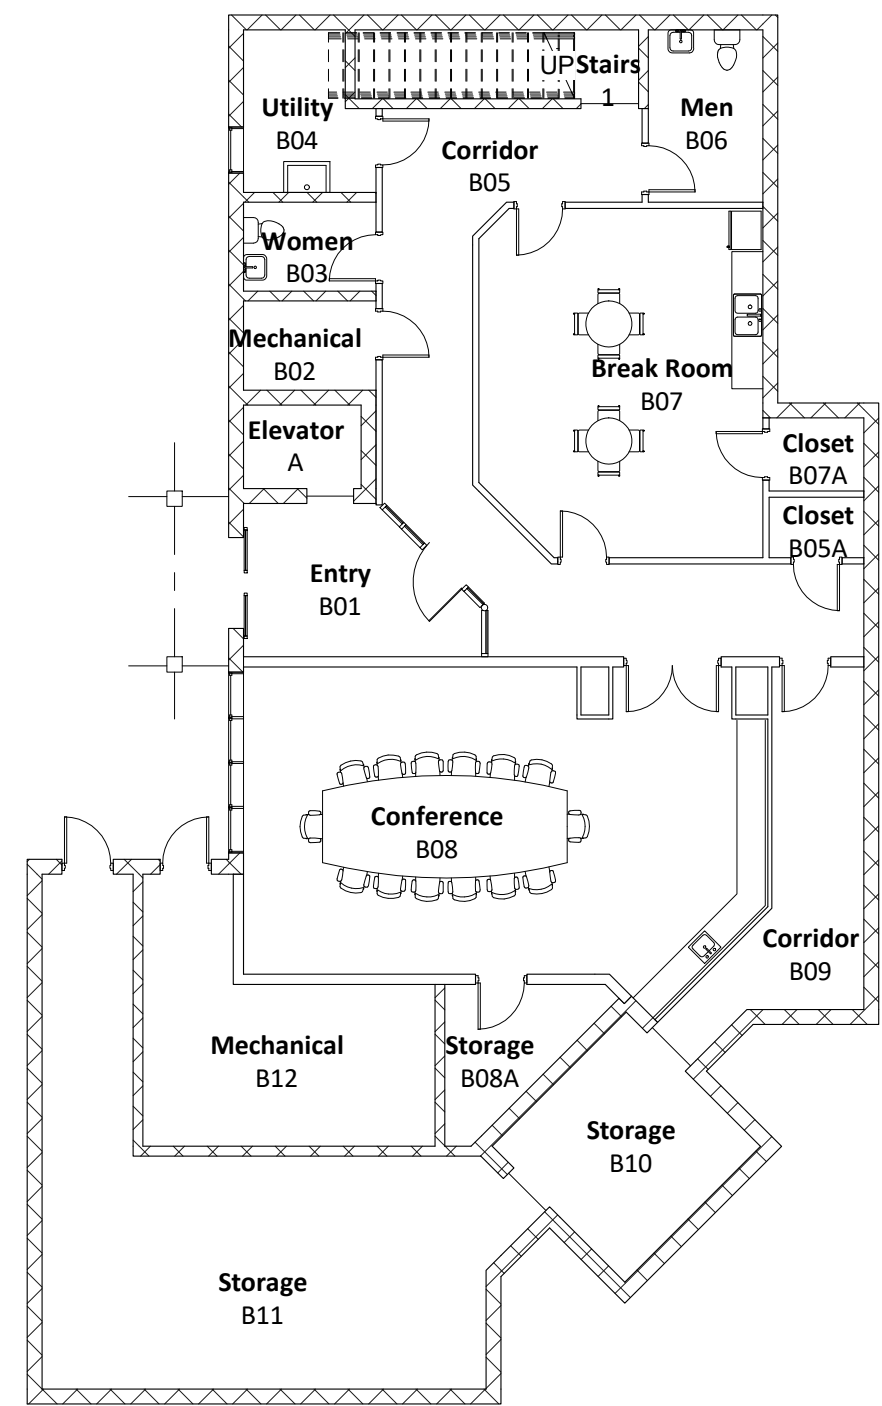 UP
Stairs
1
Utility
B04
Men
B06
Corridor
B05
Women
B03
Mechanical
B02
Break Room
B07
Elevator
A
Closet
B07A
Closet
B05A
Entry
B01
Conference
B08
Corridor
B09
Mechanical
B12
Storage
B08A
Storage
B10
Storage
B11